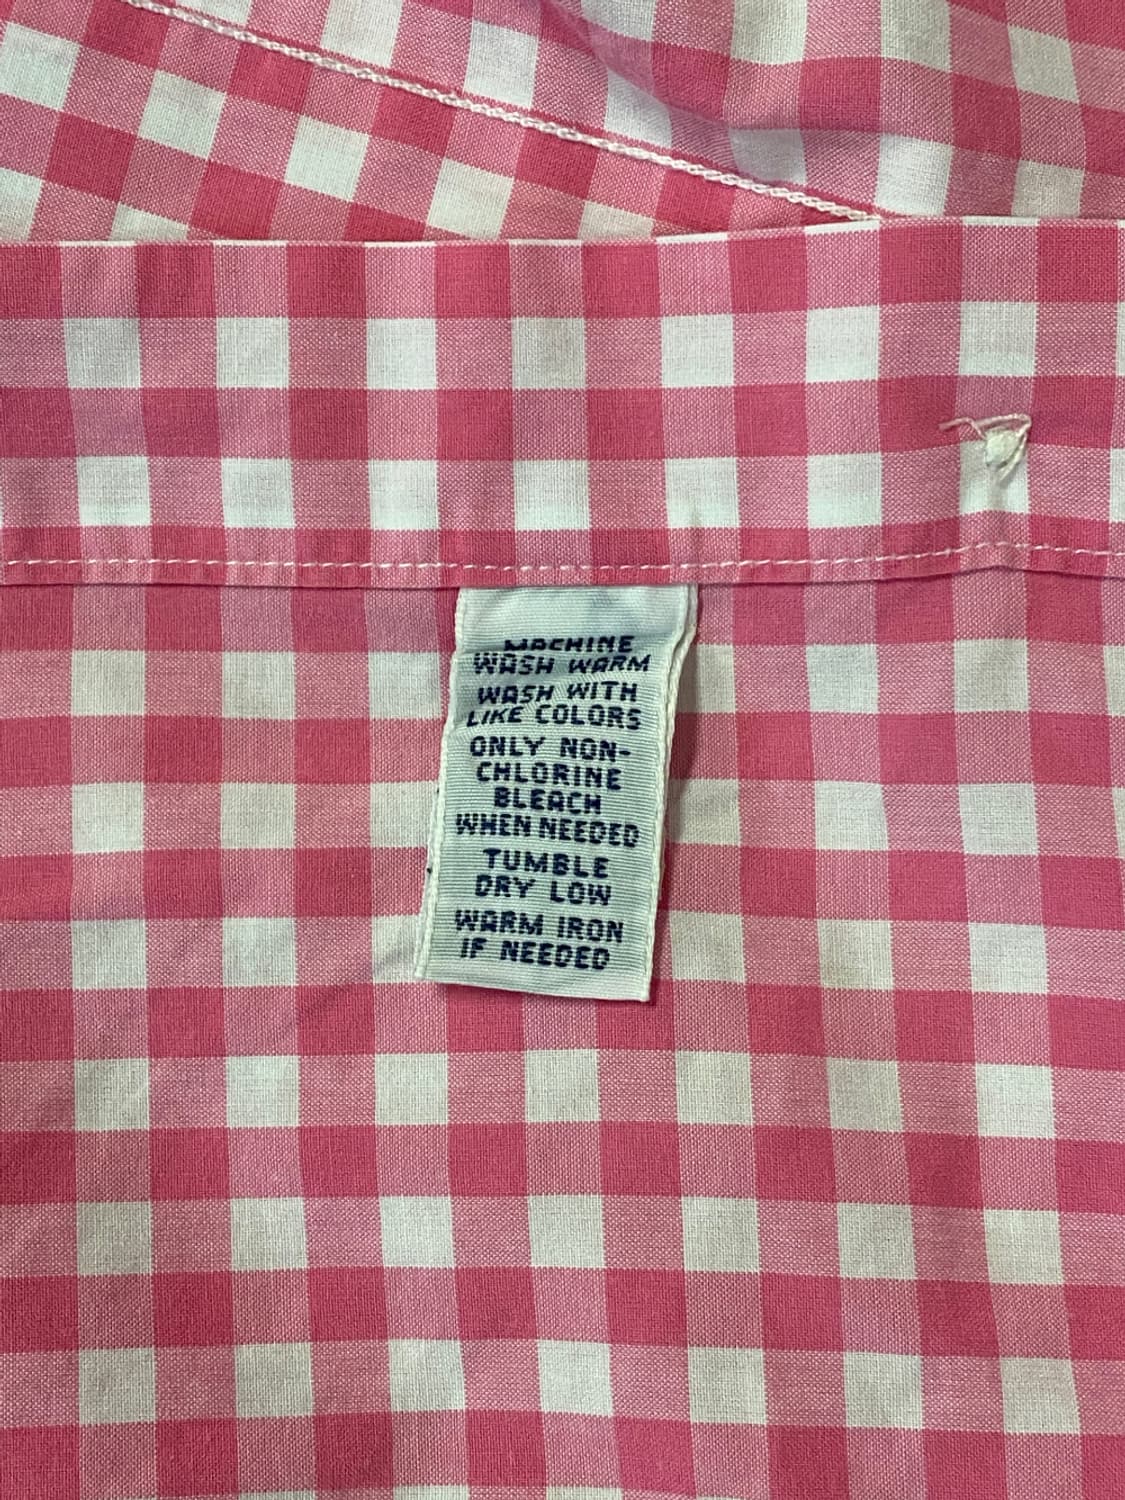 MACHINE
WASH WARM
WASH WITH
LIKE COLORS
ONLY NON-
CHLORINE
BLEACH
WHEN NEEDED
TUMBLE
DRY LOW
WARM IRON
IF NEEDED